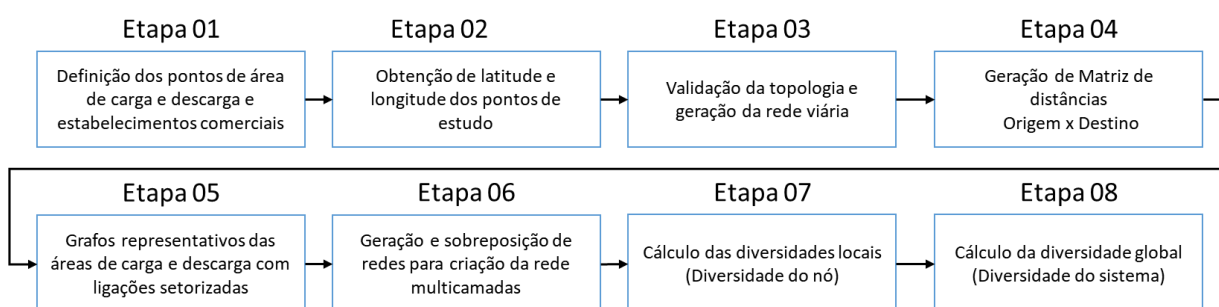 Etapa 01
Definição dos pontos de área
de carga e descarga e
estabelecimentos comerciais
Etapa 02
Obtenção de latitude e
longitude dos pontos de
estudo
Etapa 03
Validação da topologia e
geração da rede viária
Etapa 04
Geração de Matriz de
distâncias
Origem x Destino
Etapa 05
Grafos representativos das
áreas de carga e descarga com
ligações setorizadas
Etapa 06
Geração e sobreposição de
redes para criação da rede
multicamadas
Etapa 07
Cálculo das diversidades locais
(Diversidade do nó)
Etapa 08
Cálculo da diversidade global
(Diversidade do sistema)